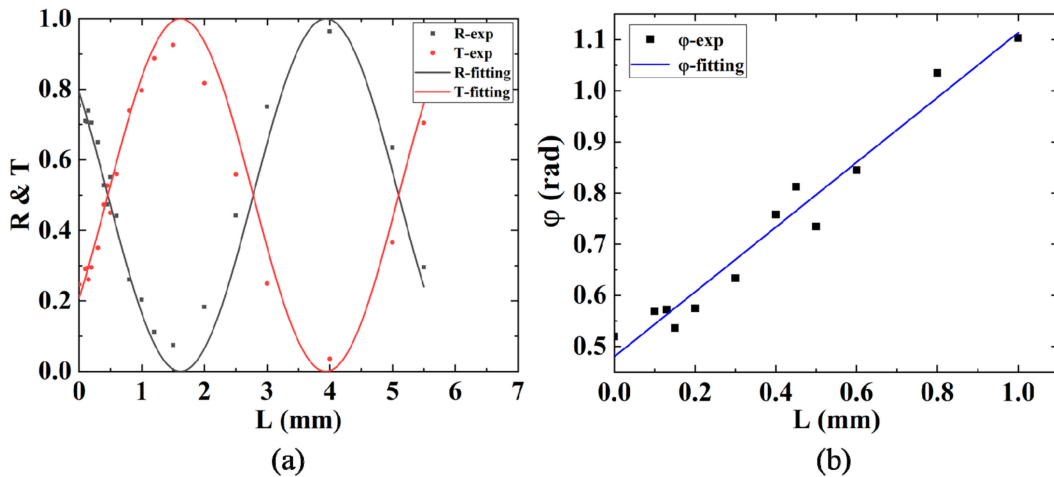 1.0
0.8
0.6
0.4
0.2
0.0
R & T
R-exp
T-exp
R-fitting
T-fitting
0 1 2 3 4 5 6 7
L (mm)
(a)
1.1
1.0
0.9
0.8
0.7
0.6
0.5
φ (rad)
φ-exp
φ-fitting
0.0 0.2 0.4 0.6 0.8 1.0
L (mm)
(b)